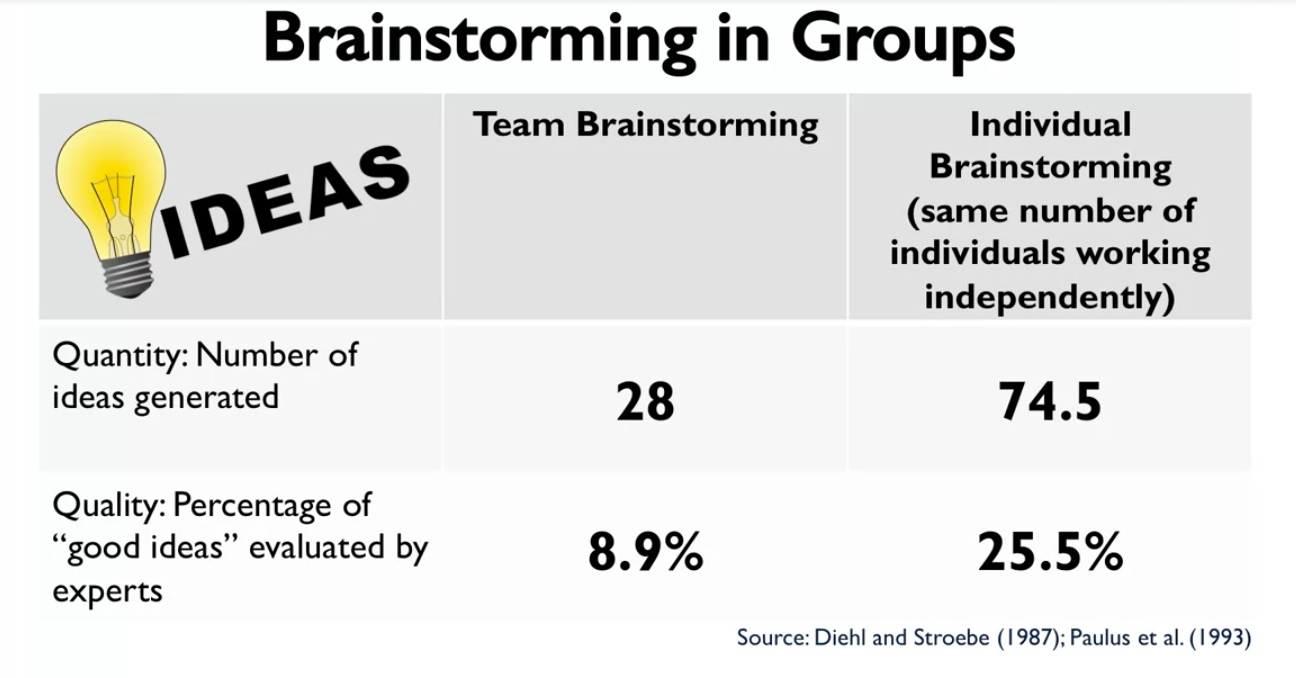 Brainstorming in Groups
IDEAS
Team Brainstorming
Individual
Brainstorming
(same number of
individuals working
independently)
Quantity: Number of
ideas generated
28
74.5
Quality: Percentage of
“good ideas” evaluated by
experts
8.9%
25.5%
Source: Diehl and Stroebe (1987); Paulus et al. (1993)